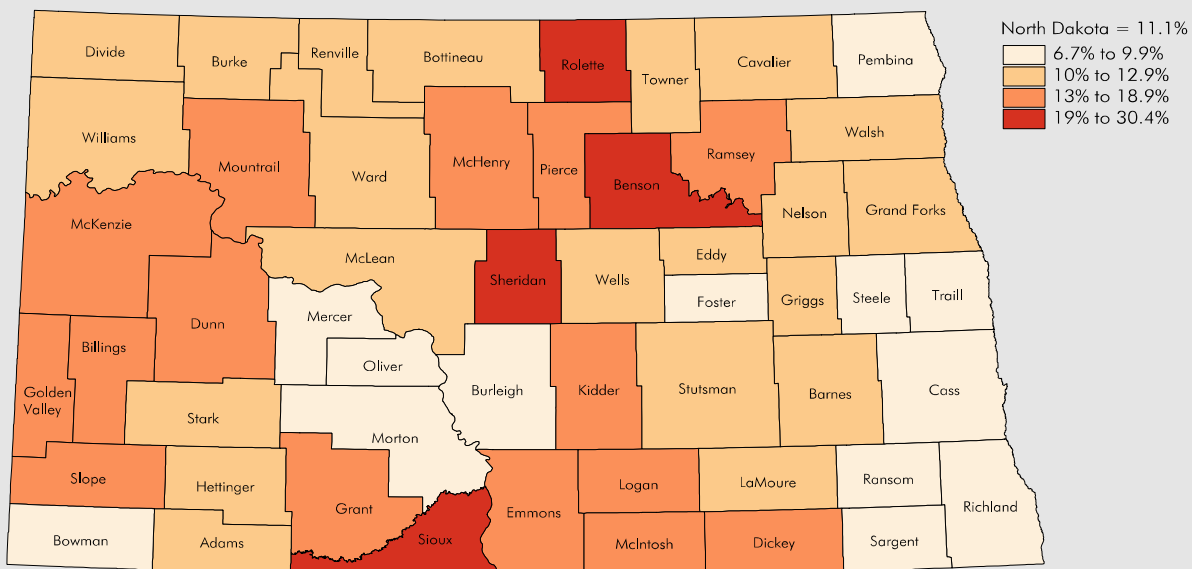 North Dakota = 11.1%
6.7% to 9.9%
10% to 12.9%
13% to 18.9%
19% to 30.4%
Divide
Burke
Renville
Bottineau
Rolette
Towner
Cavalier
Pembina
Williams
Mountrail
Ward
McHenry
Pierce
Benson
Ramsey
Walsh
McKenzie
Nelson
Grand Forks
McLean
Sheridan
Wells
Eddy
Foster
Griggs
Steele
Traill
Dunn
Mercer
Oliver
Billings
Golden
Valley
Stark
Burleigh
Kidder
Stutsman
Barnes
Cass
Morton
Slope
Hettinger
Grant
Emmons
Logan
LaMoure
Ransom
Richland
Bowman
Adams
Sioux
McIntosh
Dickey
Sargent